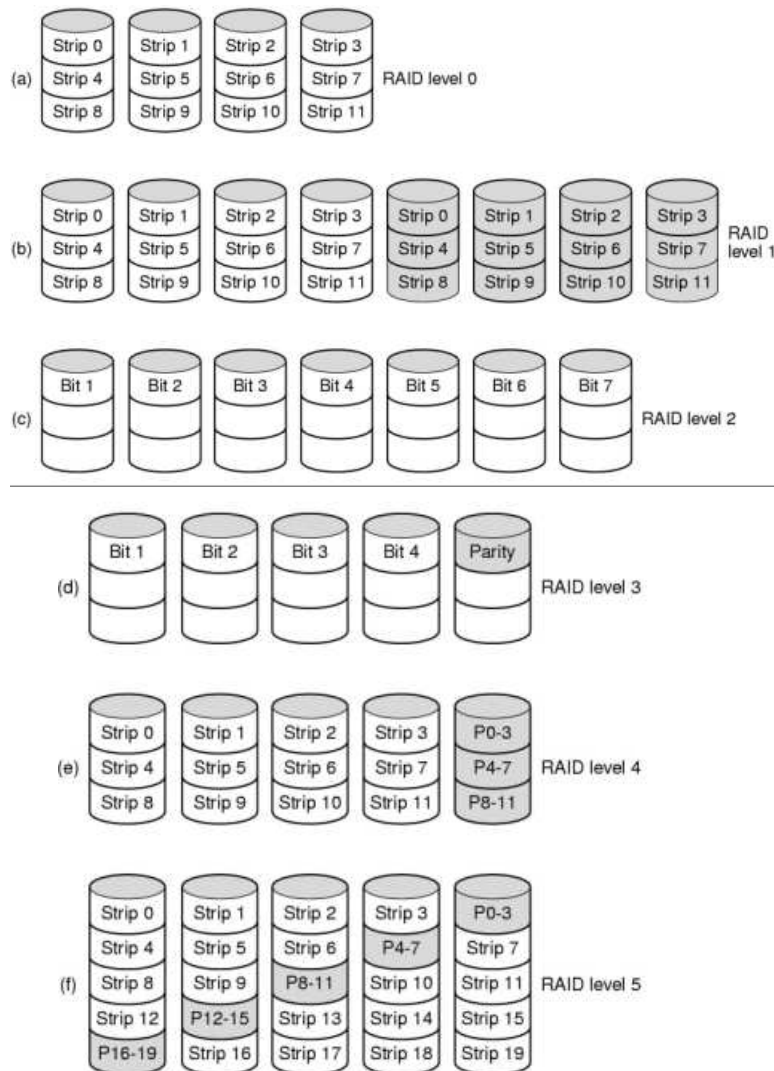 Strip 0 Strip 1 Strip 2 Strip 3
(a) Strip 4 Strip 5 Strip 6 Strip 7 RAID level 0
Strip 8 Strip 9 Strip 10 Strip 11
Strip 0 Strip 1 Strip 2 Strip 3 Strip 0 Strip 1 Strip 2 Strip 3
(b) Strip 4 Strip 5 Strip 6 Strip 7 Strip 4 Strip 5 Strip 6 Strip 7 RAID level 1
Strip 8 Strip 9 Strip 10 Strip 11 Strip 8 Strip 9 Strip 10 Strip 11
Bit 1 Bit 2 Bit 3 Bit 4 Bit 5 Bit 6 Bit 7
(c) RAID level 2
Bit 1 Bit 2 Bit 3 Bit 4 Parity
(d) RAID level 3
Strip 0 Strip 1 Strip 2 Strip 3 P0-3
(e) Strip 4 Strip 5 Strip 6 Strip 7 P4-7 RAID level 4
Strip 8 Strip 9 Strip 10 Strip 11 P8-11
Strip 0 Strip 1 Strip 2 Strip 3 P0-3
Strip 4 Strip 5 Strip 6 P4-7 Strip 7
(f) Strip 8 Strip 9 P8-11 Strip 10 Strip 11 RAID level 5
Strip 12 P12-15 Strip 13 Strip 14 Strip 15
P16-19 Strip 16 Strip 17 Strip 18 Strip 19